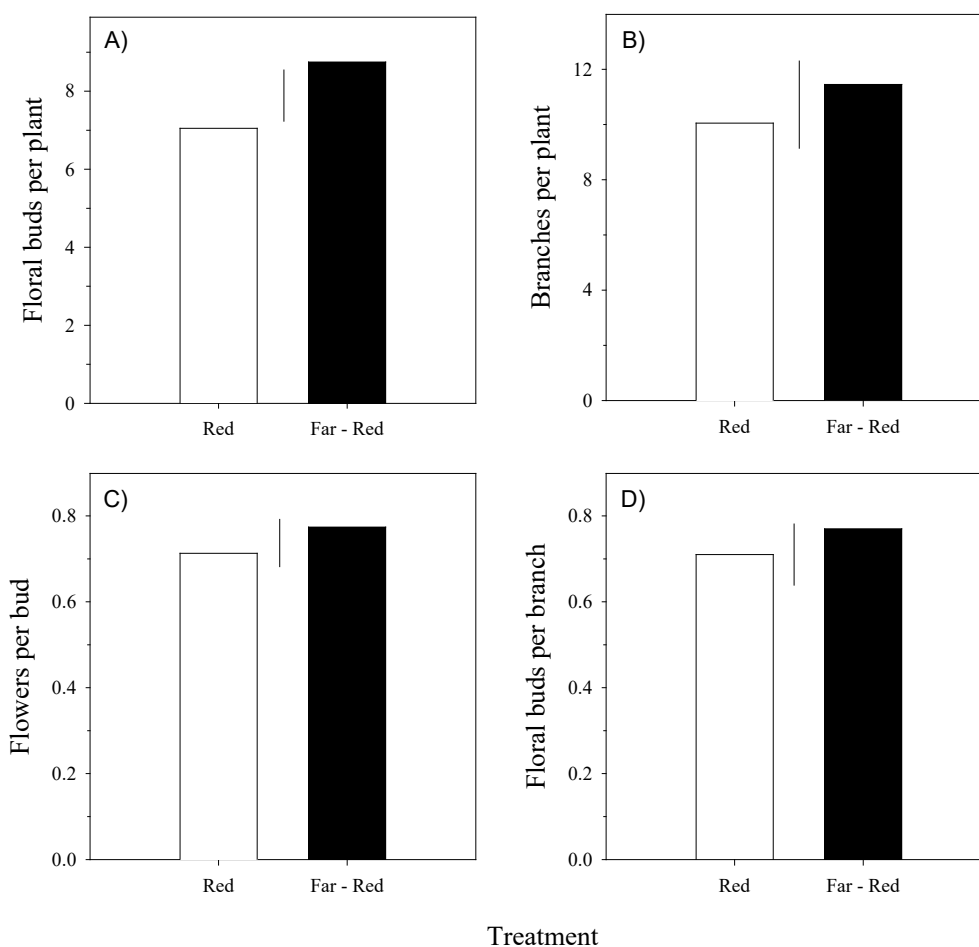 A)
Floral buds per plant
8
6
4
2
0
Red
Far - Red
B)
Branches per plant
12
8
4
0
Red
Far - Red
C)
Flowers per bud
0.8
0.6
0.4
0.2
0.0
Red
Far - Red
D)
Floral buds per branch
0.8
0.6
0.4
0.2
0.0
Red
Far - Red
Treatment